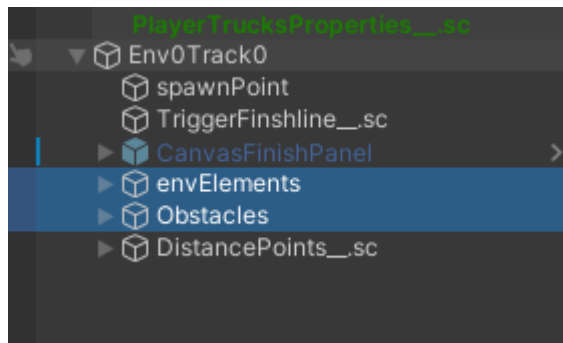 PlayerTrucksProperties__.sc
Env0Track0
spawnPoint
TriggerFinshline__.sc
CanvasFinishPanel
envElements
Obstacles
DistancePoints__.sc